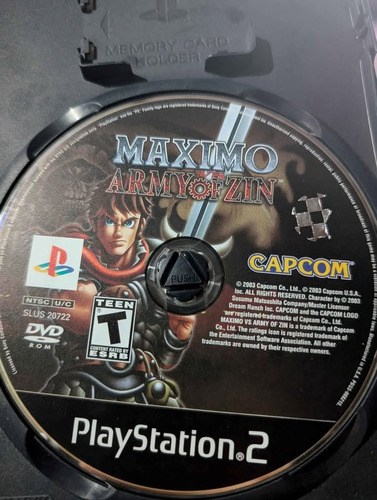 MEMORY CARD
HOLDER
MAXIMO
ARMY OF ZIN
CAPCOM
© 2003 Capcom Co., Ltd., © 2003 Capcom U.S.A.,
Inc. ALL RIGHTS RESERVED. Character by © 2003
Susumu Matsushita Company/Master Licensor
Dream Ranch Inc. CAPCOM and the CAPCOM LOGO
are registered trademarks of Capcom Co., Ltd.
MAXIMO VS ARMY OF ZIN is a trademark of Capcom
Co., Ltd. The ratings icon is a registered trademark of
the Entertainment Software Association. All other
trademarks are owned by their respective owners.
PUSH
NTSC U/C
SLUS 20722
DVD
ROM
TEEN
T
CONTENT RATED BY
ESRB
PlayStation®2